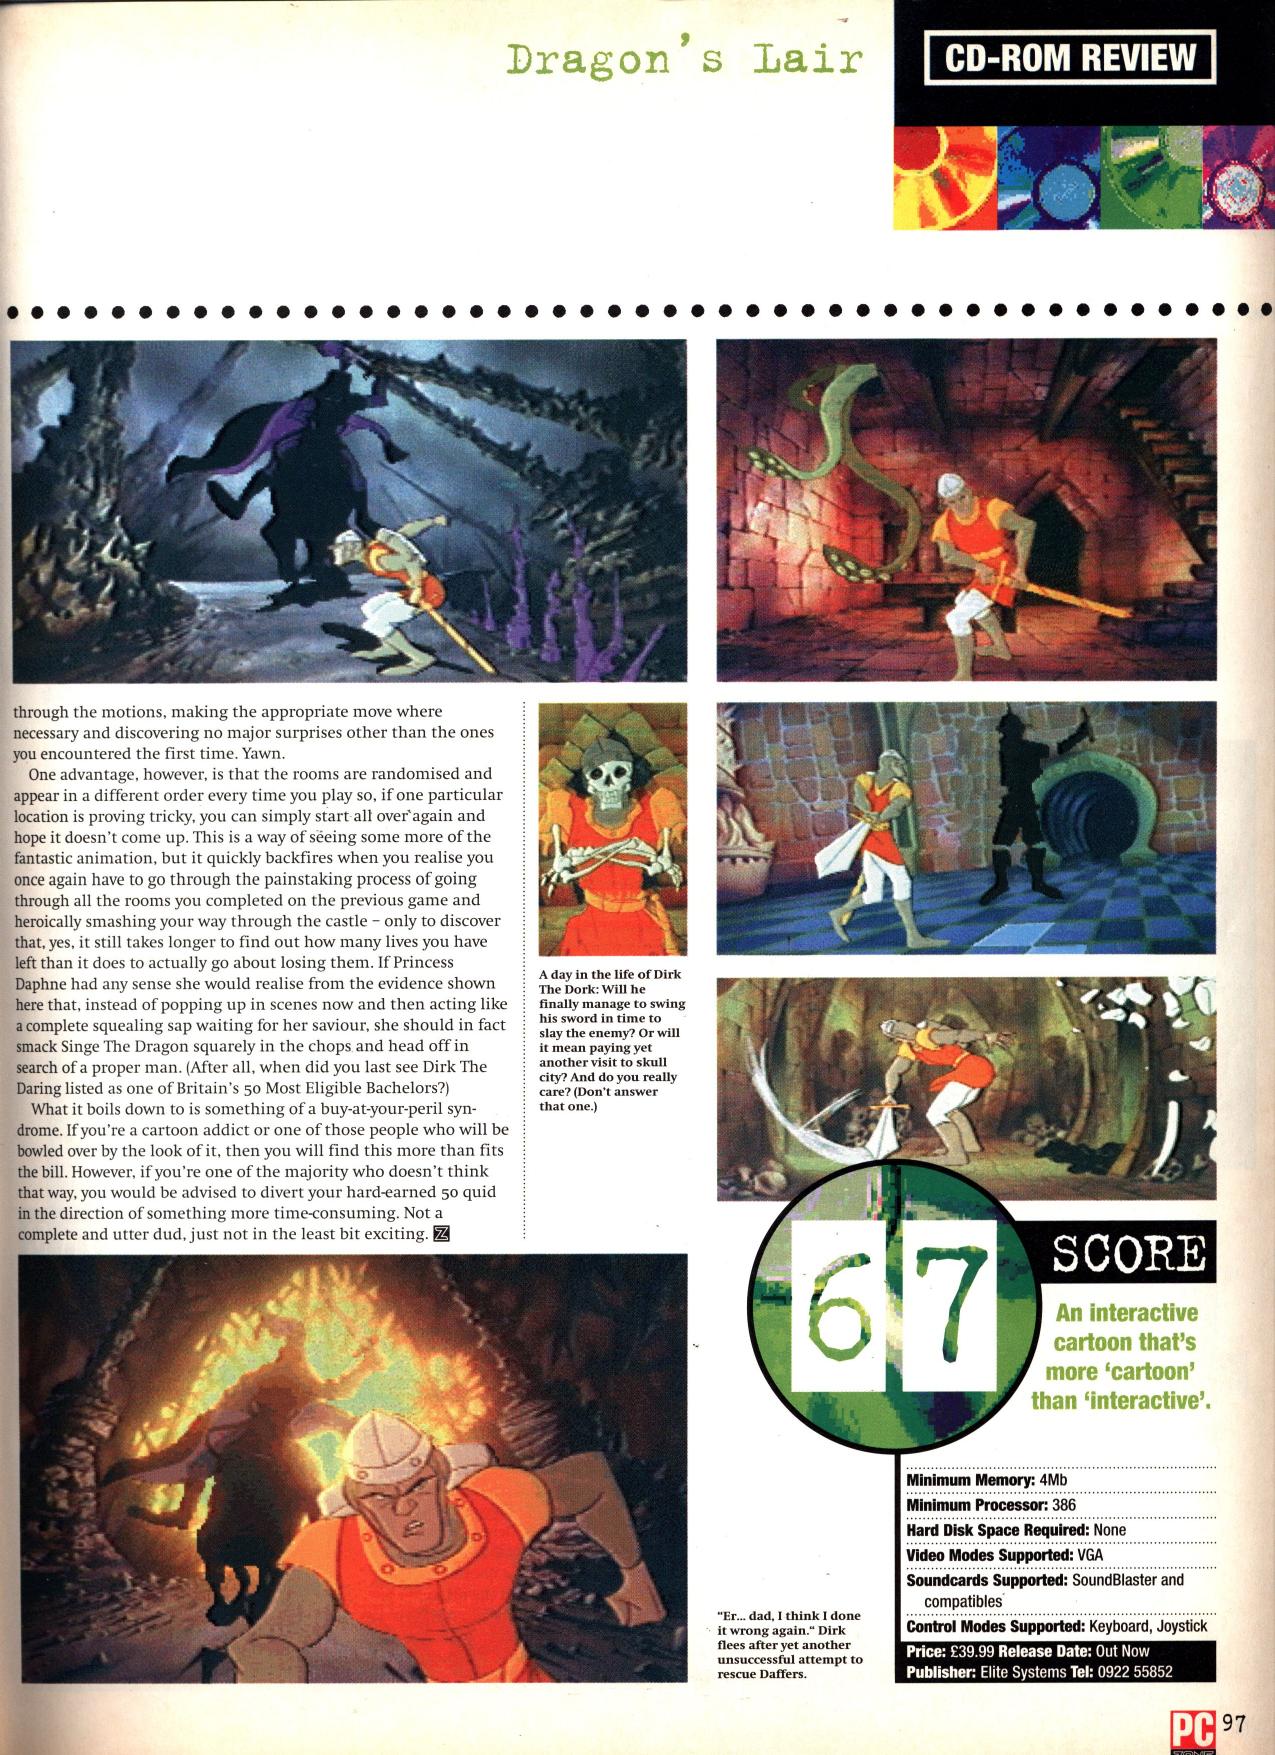 Dragon's Lair
CD-ROM REVIEW
through the motions, making the appropriate move where
necessary and discovering no major surprises other than the ones
you encountered the first time. Yawn.
One advantage, however, is that the rooms are randomised and
appear in a different order every time you play so, if one particular
location is proving tricky, you can simply start all over again and
hope it doesn't come up. This is a way of seeing some more of the
fantastic animation, but it quickly backfires when you realise you
once again have to go through the painstaking process of going
through all the rooms you completed on the previous game and
heroically smashing your way through the castle – only to discover
that, yes, it still takes longer to find out how many lives you have
left than it does to actually go about losing them. If Princess
Daphne had any sense she would realise from the evidence shown
here that, instead of popping up in scenes now and then acting like
a complete squealing sap waiting for her saviour, she should in fact
smack Singe The Dragon squarely in the chops and head off in
search of a proper man. (After all, when did you last see Dirk The
Daring listed as one of Britain's 50 Most Eligible Bachelors?)
What it boils down to is something of a buy-at-your-peril syn-
drome. If you're a cartoon addict or one of those people who will be
bowled over by the look of it, then you will find this more than fits
the bill. However, if you're one of the majority who doesn't think
that way, you would be advised to divert your hard-earned 50 quid
in the direction of something more time-consuming. Not a
complete and utter dud, just not in the least bit exciting. Z
A day in the life of Dirk
The Dork: Will he
finally manage to swing
his sword in time to
slay the enemy? Or will
it mean paying yet
another visit to skull
city? And do you really
care? (Don't answer
that one.)
67
SCORE
An interactive
cartoon that's
more 'cartoon'
than 'interactive'.
Minimum Memory: 4Mb
Minimum Processor: 386
Hard Disk Space Required: None
Video Modes Supported: VGA
Soundcards Supported: SoundBlaster and
compatibles
Control Modes Supported: Keyboard, Joystick
Price: £39.99 Release Date: Out Now
Publisher: Elite Systems Tel: 0922 55852
"Er... dad, I think I done
it wrong again." Dirk
flees after yet another
unsuccessful attempt to
rescue Daffers.
PC
ZONE
97